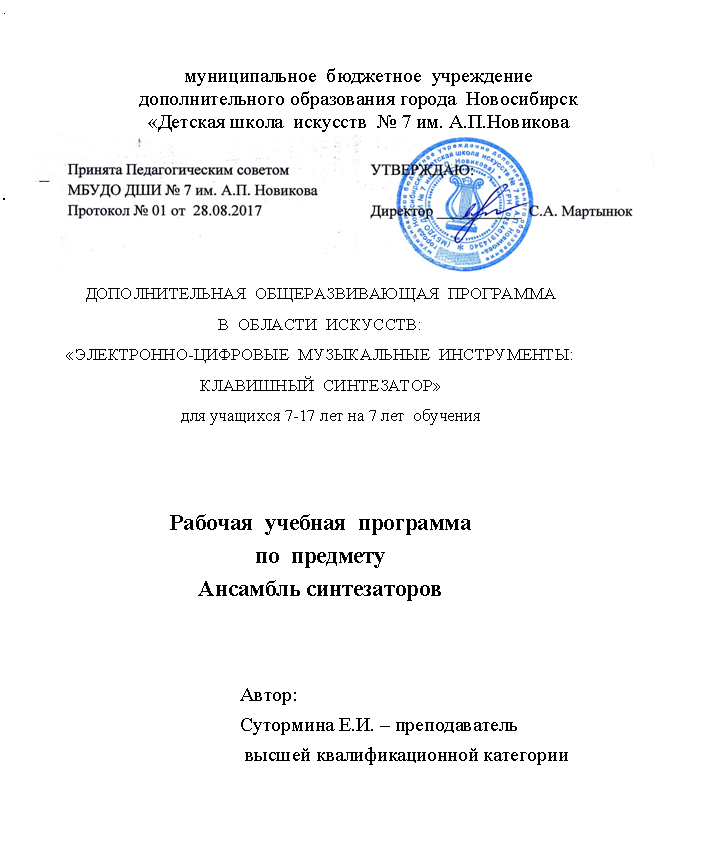 муниципальное бюджетное учреждение
дополнительного образования города Новосибирск
«Детская школа искусств № 7 им. А.П.Новикова
Принята Педагогическим советом
МБУДО ДШИ № 7 им. А.П. Новикова
Протокол № 01 от 28.08.2017
УТВЕРЖДАЮ:
Директор С.А. Мартынюк
ДОПОЛНИТЕЛЬНАЯ ОБЩЕРАЗВИВАЮЩАЯ ПРОГРАММА
В ОБЛАСТИ ИСКУССТВ:
«ЭЛЕКТРОННО-ЦИФРОВЫЕ МУЗЫКАЛЬНЫЕ ИНСТРУМЕНТЫ:
КЛАВИШНЫЙ СИНТЕЗАТОР»
для учащихся 7-17 лет на 7 лет обучения
Рабочая учебная программа
по предмету
Ансамбль синтезаторов
Автор:
Сутормина Е.И. – преподаватель
высшей квалификационной категории